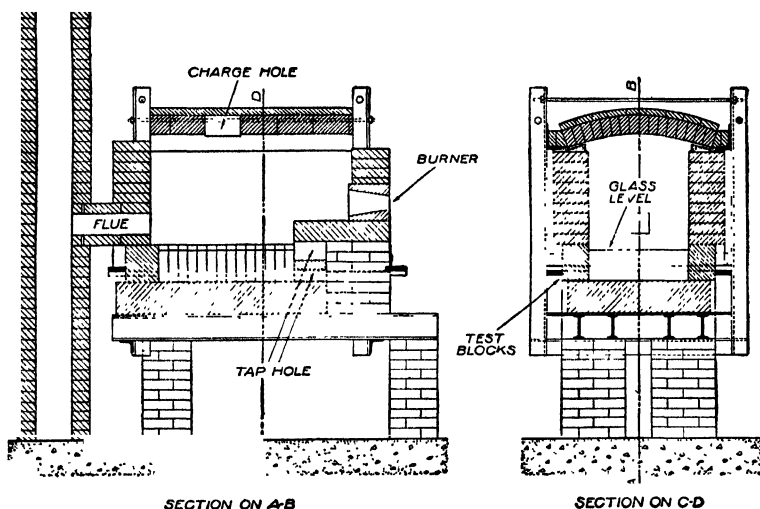 CHARGE HOLE
D
BURNER
FLUE
TAP HOLE
SECTION ON A-B
B
GLASS
LEVEL
TEST
BLOCKS
SECTION ON C-D